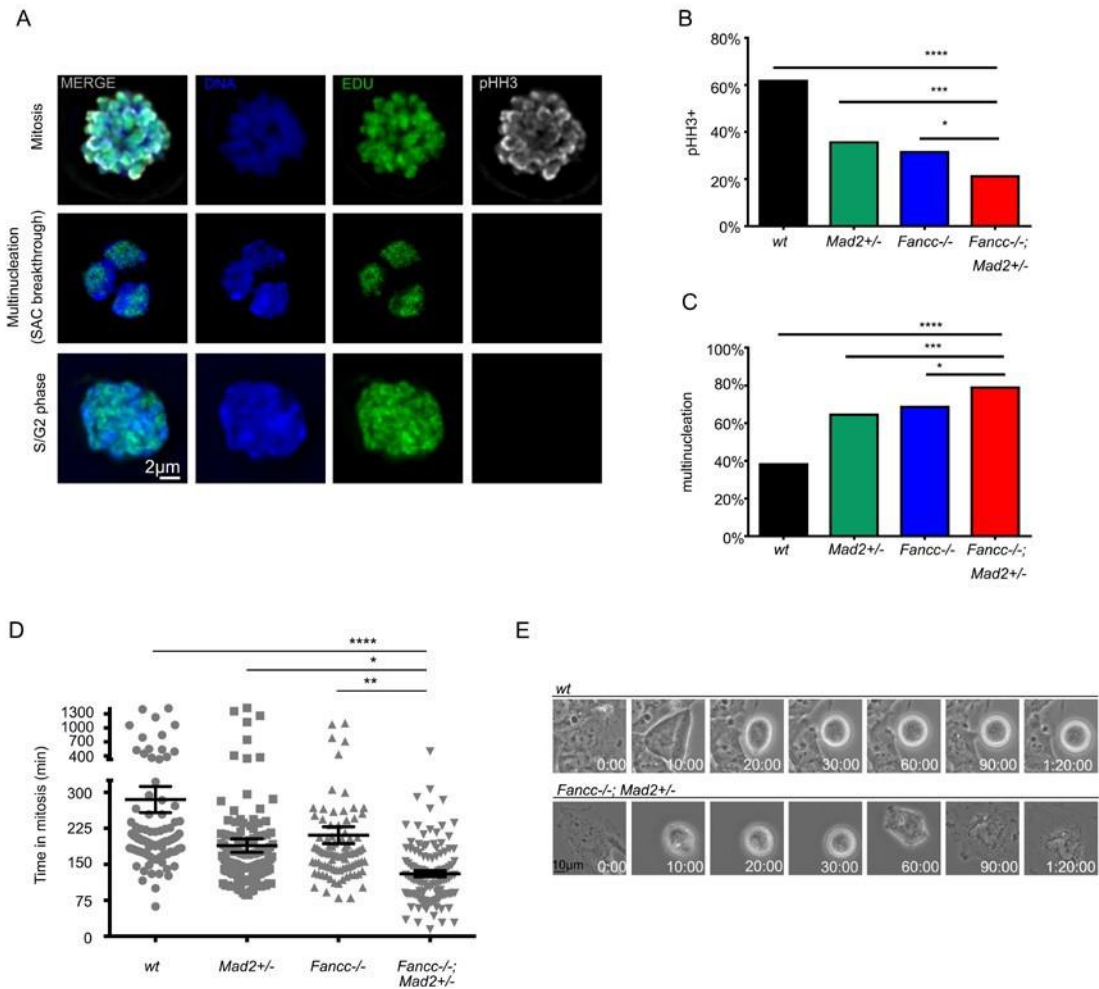 A
MERGE
DNA
EDU
pHH3
Mitosis
Multinucleation
(SAC breakthrough)
S/G2 phase
2μm
B
80%
60%
40%
20%
0%
pHH3+
****
***
*
wt
Mad2+/-
Fancc-/-
Fancc-/-;
Mad2+/-
C
100%
80%
60%
40%
20%
0%
multinucleation
****
***
*
wt
Mad2+/-
Fancc-/-
Fancc-/-;
Mad2+/-
D
****
*
**
1300
1000
700
400
300
225
150
75
0
Time in mitosis (min)
wt
Mad2+/-
Fancc-/-
Fancc-/-;
Mad2+/-
E
wt
0:00
10:00
20:00
30:00
60:00
90:00
1:20:00
Fancc-/-; Mad2+/-
10μm
0:00
10:00
20:00
30:00
60:00
90:00
1:20:00